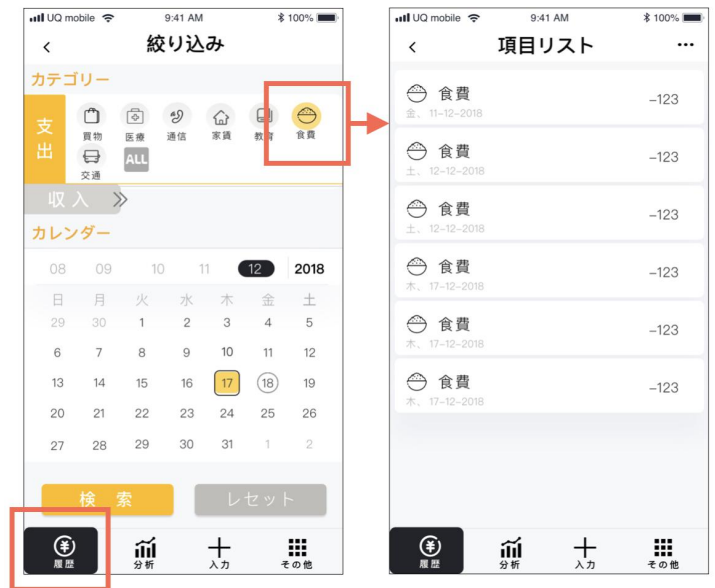 UQ mobile 9:41 AM 100%
絞り込み
カテゴリー
支出
買物 医療 通信 家賃 教育 食費
交通 ALL
収入
カレンダー
08 09 10 11 12 2018
日 月 火 水 木 金 土
29 30 1 2 3 4 5
6 7 8 9 10 11 12
13 14 15 16 17 18 19
20 21 22 23 24 25 26
27 28 29 30 31 1 2
検 索 レセット
履歴 分析 入力 その他
UQ mobile 9:41 AM 100%
項目リスト
食費 -123
金、11-12-2018
食費 -123
土、12-12-2018
食費 -123
土、12-12-2018
食費 -123
木、17-12-2018
食費 -123
木、17-12-2018
食費 -123
木、17-12-2018
履歴 分析 入力 その他